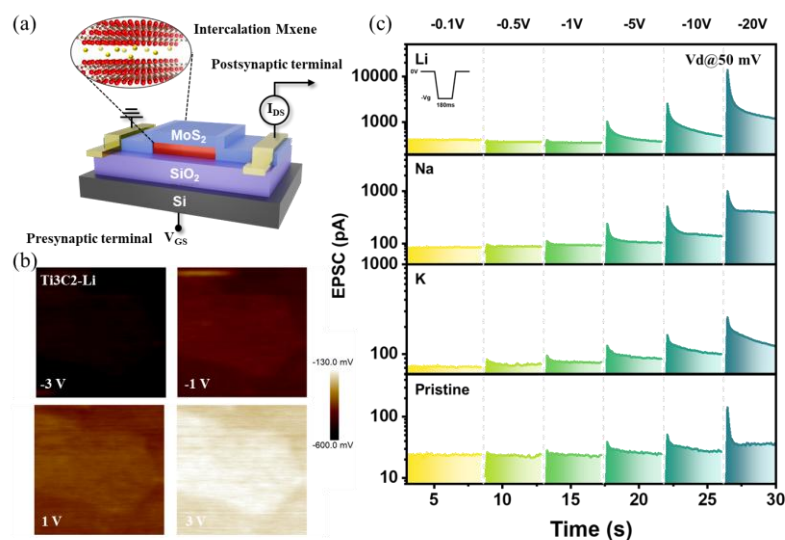 (a)
Intercalation Mxene
Postsynaptic terminal
I_DS
MoS2
SiO2
Si
Presynaptic terminal
V_GS
(b)
Ti3C2-Li
-3 V
-1 V
1 V
3 V
-130.0 mV
-600.0 mV
(c)
-0.1V -0.5V -1V -5V -10V -20V
Li
0V
-Vg
180ms
Vd@50 mV
10000
1000
Na
1000
100
1000
K
100
Pristine
100
10
EPSC (pA)
5 10 15 20 25 30
Time (s)